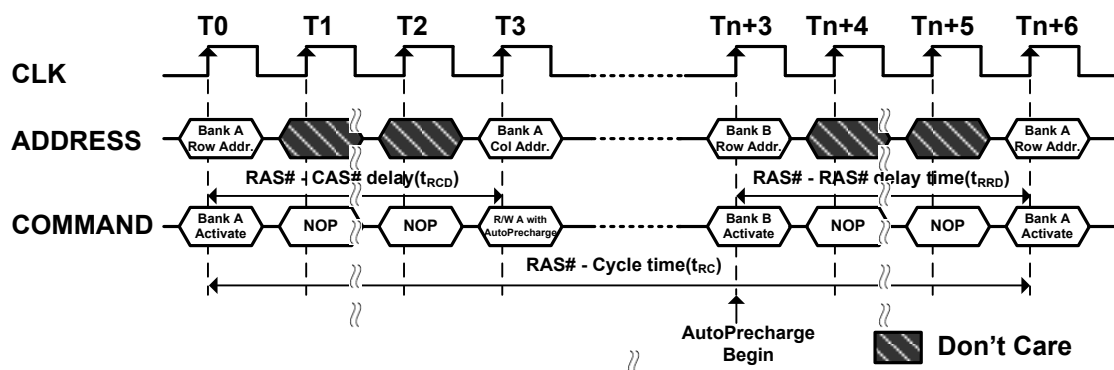 T0 T1 T2 T3 Tn+3 Tn+4 Tn+5 Tn+6
CLK
ADDRESS
Bank A
Row Addr.
Bank A
Col Addr.
Bank B
Row Addr.
Bank A
Row Addr.
RAS# - CAS# delay(tRCD)
RAS# - RAS# delay time(tRRD)
COMMAND
Bank A
Activate
NOP
NOP
R/W A with
AutoPrecharge
Bank B
Activate
NOP
NOP
Bank A
Activate
RAS# - Cycle time(tRC)
AutoPrecharge
Begin
Don't Care